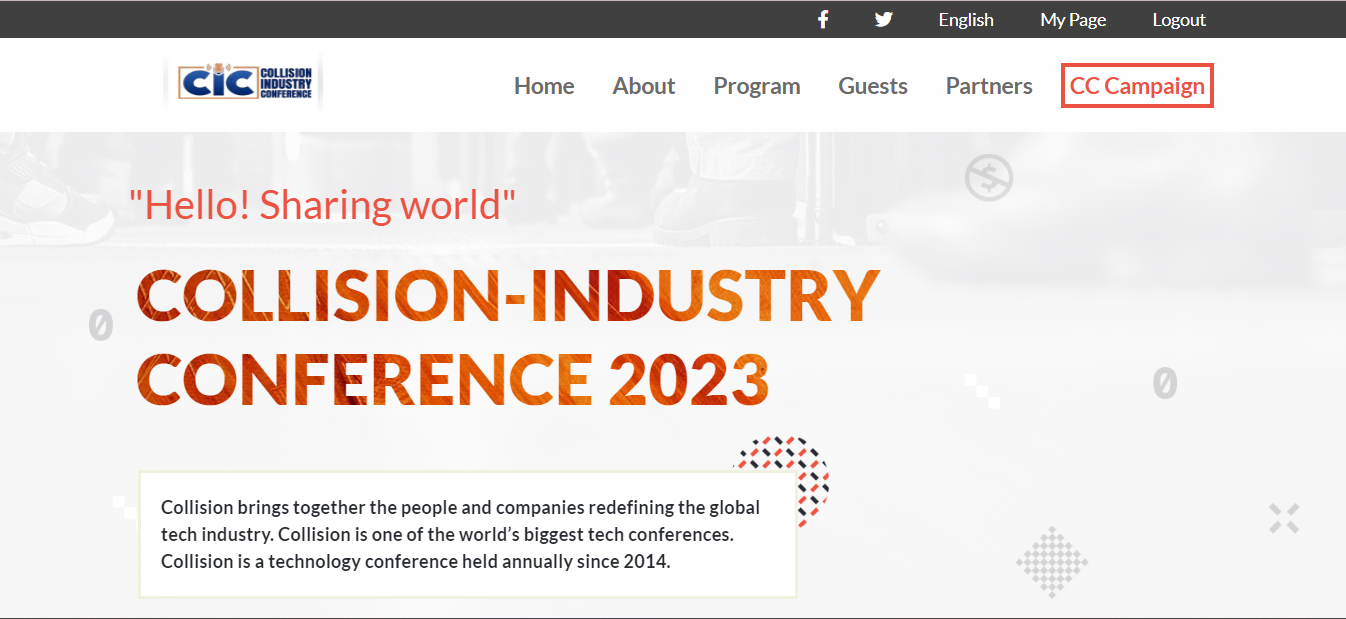 English
My Page
Logout
CIC COLLISION
INDUSTRY
CONFERENCE
Home
About
Program
Guests
Partners
CC Campaign
"Hello! Sharing world"
COLLISION-INDUSTRY
CONFERENCE 2023
Collision brings together the people and companies redefining the global
tech industry. Collision is one of the world’s biggest tech conferences.
Collision is a technology conference held annually since 2014.